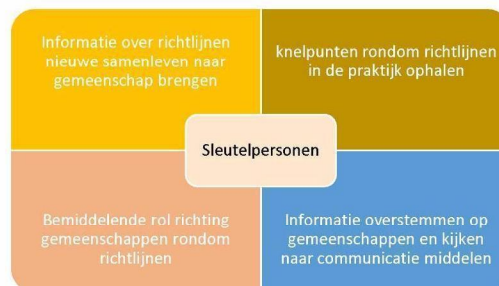 Informatie over richtlijnen
nieuwe samenleven naar
gemeenschap brengen
knelpunten rondom richtlijnen
in de praktijk ophalen
Sleutelpersonen
Bemiddelende rol richting
gemeenschappen rondom
richtlijnen
Informatie overstemmen op
gemeenschappen en kijken
naar communicatie middelen